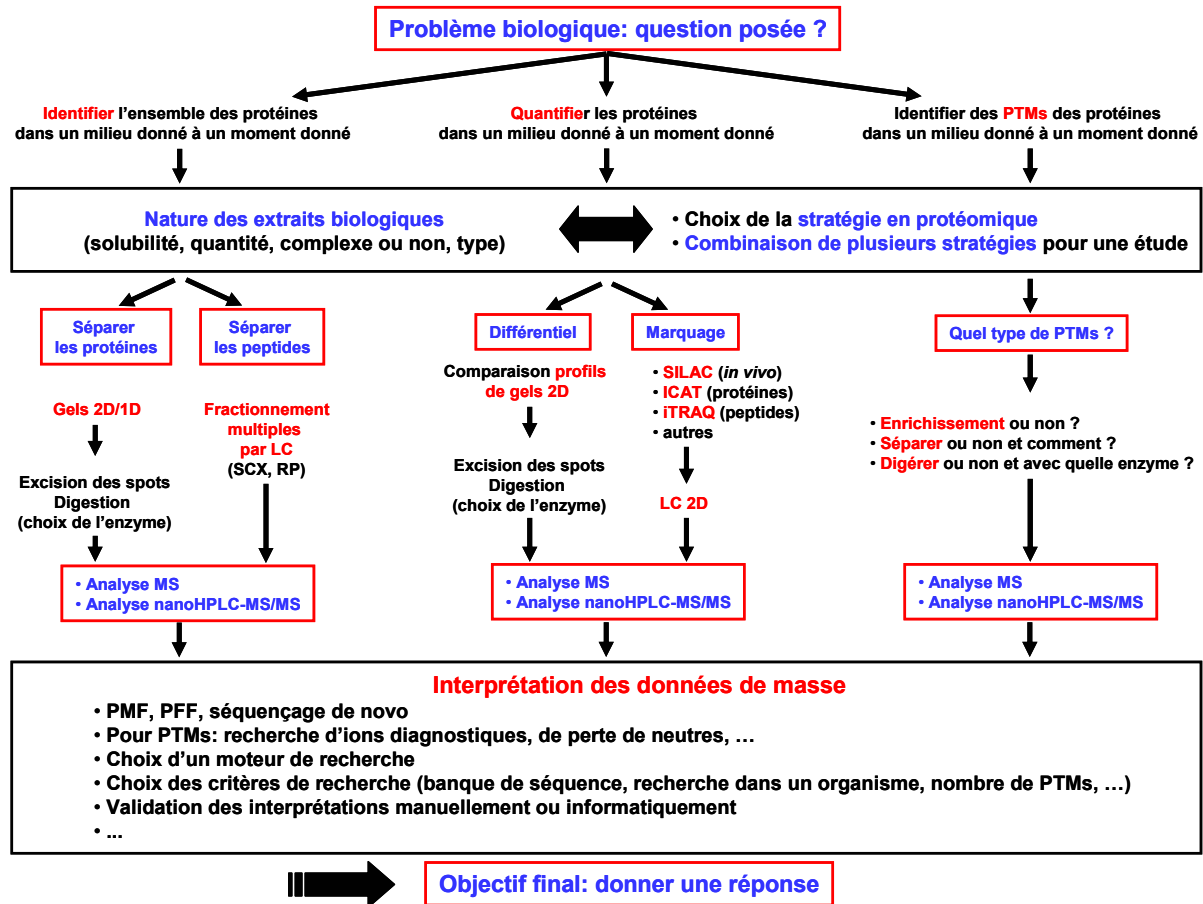 Problème biologique: question posée ?
Identifier l'ensemble des protéines
dans un milieu donné à un moment donné
Quantifier les protéines
dans un milieu donné à un moment donné
Identifier des PTMs des protéines
dans un milieu donné à un moment donné
Nature des extraits biologiques
(solubilité, quantité, complexe ou non, type)
• Choix de la stratégie en protéomique
• Combinaison de plusieurs stratégies pour une étude
Séparer
les protéines
Séparer
les peptides
Gels 2D/1D
Excision des spots
Digestion
(choix de l'enzyme)
Fractionnement
multiples
par LC
(SCX, RP)
• Analyse MS
• Analyse nanoHPLC-MS/MS
Différentiel
Marquage
Comparaison profils
de gels 2D
Excision des spots
Digestion
(choix de l'enzyme)
• SILAC (in vivo)
• ICAT (protéines)
• iTRAQ (peptides)
• autres
LC 2D
• Analyse MS
• Analyse nanoHPLC-MS/MS
Quel type de PTMs ?
• Enrichissement ou non ?
• Séparer ou non et comment ?
• Digérer ou non et avec quelle enzyme ?
• Analyse MS
• Analyse nanoHPLC-MS/MS
Interprétation des données de masse
• PMF, PFF, séquençage de novo
• Pour PTMs: recherche d'ions diagnostiques, de perte de neutres, …
• Choix d'un moteur de recherche
• Choix des critères de recherche (banque de séquence, recherche dans un organisme, nombre de PTMs, …)
• Validation des interprétations manuellement ou informatiquement
• ...
Objectif final: donner une réponse